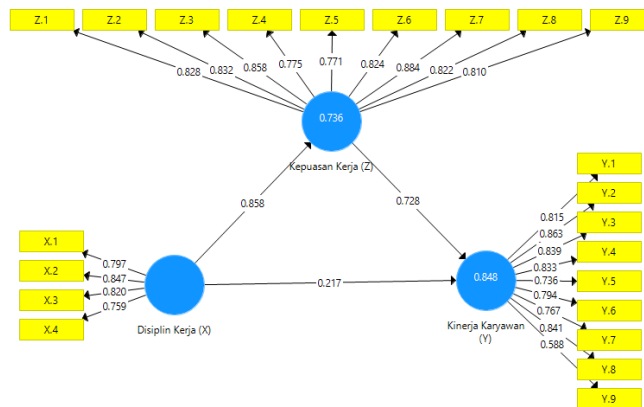 Z.1 Z.2 Z.3 Z.4 Z.5 Z.6 Z.7 Z.8 Z.9
0.828 0.832 0.858 0.775 0.771 0.824 0.884 0.822 0.810
0.736
Kepuasan Kerja (Z)
0.858
0.728
X.1
X.2
X.3
X.4
0.797
0.847
0.820
0.759
Disiplin Kerja (X)
0.217
0.848
Kinerja Karyawan
(Y)
0.815
0.863
0.839
0.833
0.736
0.794
0.767
0.841
0.588
Y.1
Y.2
Y.3
Y.4
Y.5
Y.6
Y.7
Y.8
Y.9